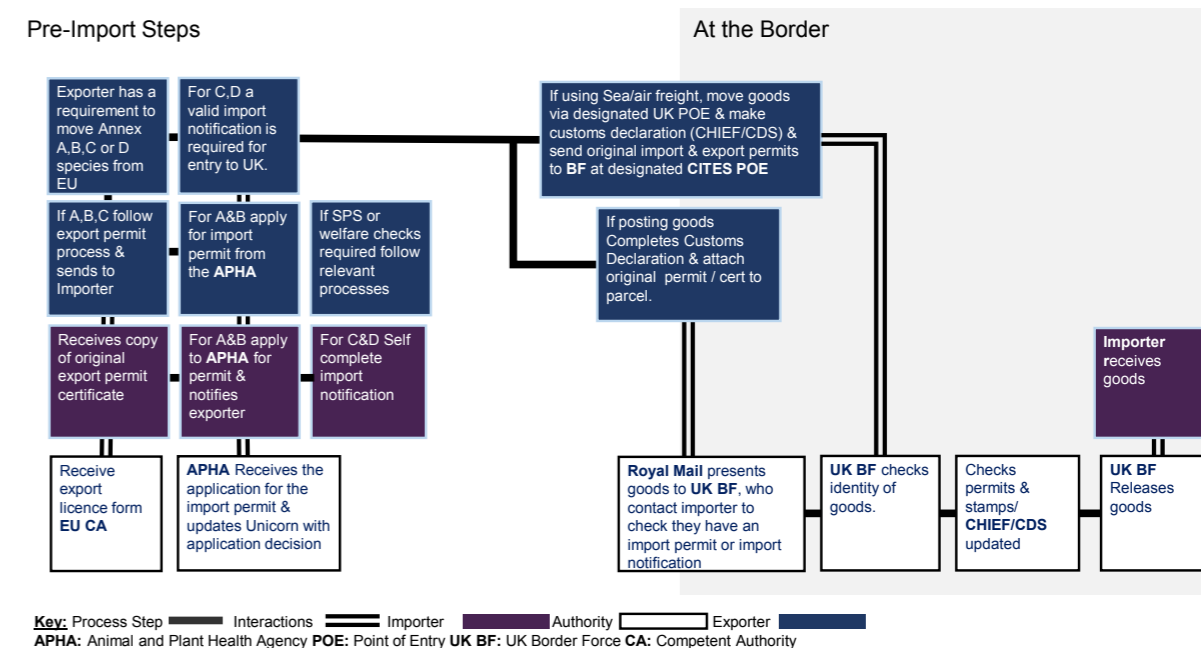 Pre-Import Steps
At the Border
Exporter has a
requirement to
move Annex
A,B,C or D
species from
EU
For C,D a
valid import
notification is
required for
entry to UK.
If using Sea/air freight, move goods
via designated UK POE & make
customs declaration (CHIEF/CDS) &
send original import & export permits
to BF at designated CITES POE
If A,B,C follow
export permit
process &
sends to
Importer
For A&B apply
for import
permit from
the APHA
If SPS or
welfare checks
required follow
relevant
processes
If posting goods
Completes Customs
Declaration & attach
original permit / cert to
parcel.
Receives copy
of original
export permit
certificate
For A&B apply
to APHA for
permit &
notifies
exporter
For C&D Self
complete
import
notification
Importer
receives
goods
Receive
export
licence form
EU CA
APHA Receives the
application for the
import permit &
updates Unicorn with
application decision
Royal Mail presents
goods to UK BF, who
contact importer to
check they have an
import permit or import
notification
UK BF checks
identity of
goods.
Checks
permits &
stamps/
CHIEF/CDS
updated
UK BF
Releases
goods
Key: Process Step Interactions Importer Authority Exporter
APHA: Animal and Plant Health Agency POE: Point of Entry UK BF: UK Border Force CA: Competent Authority